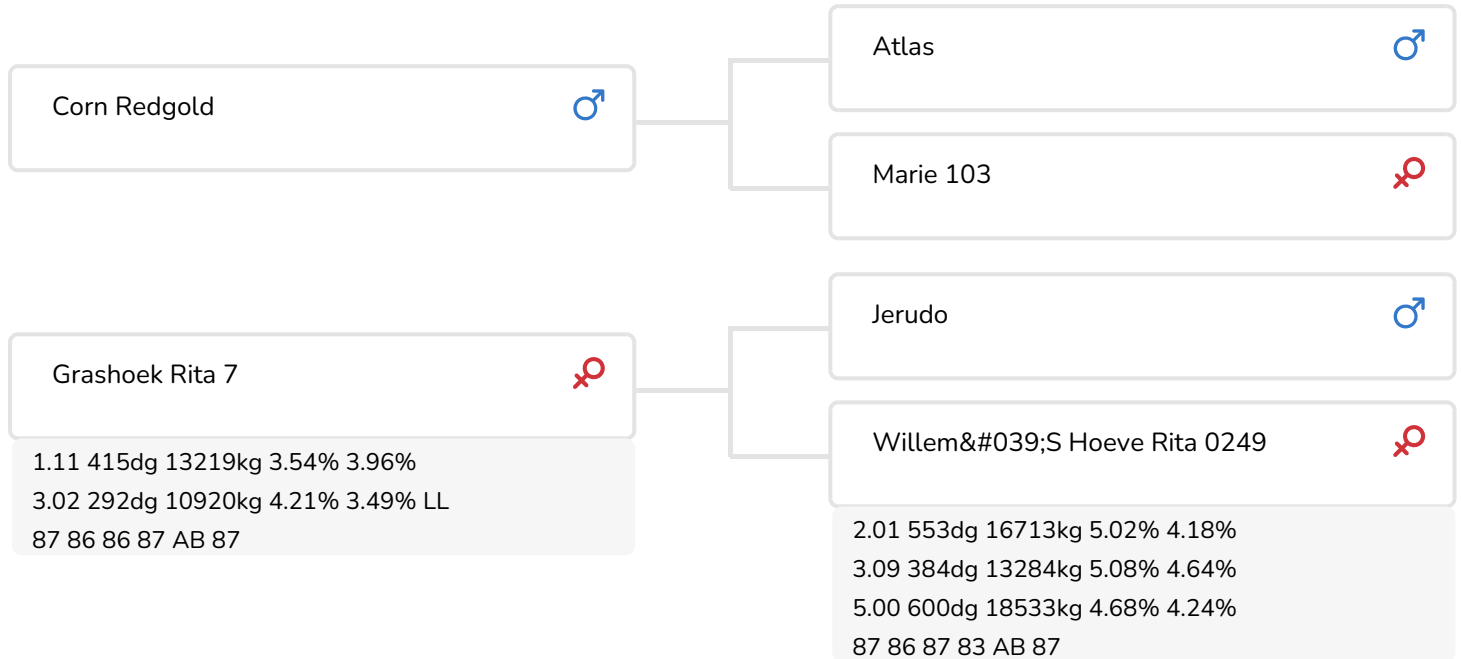 Corn Redgold
Atlas
Marie 103
Grashoek Rita 7
1.11 415dg 13219kg 3.54% 3.96%
3.02 292dg 10920kg 4.21% 3.49% LL
87 86 86 87 AB 87
Jerudo
Willem&#039;S Hoeve Rita 0249
2.01 553dg 16713kg 5.02% 4.18%
3.09 384dg 13284kg 5.08% 4.64%
5.00 600dg 18533kg 4.68% 4.24%
87 86 87 83 AB 87